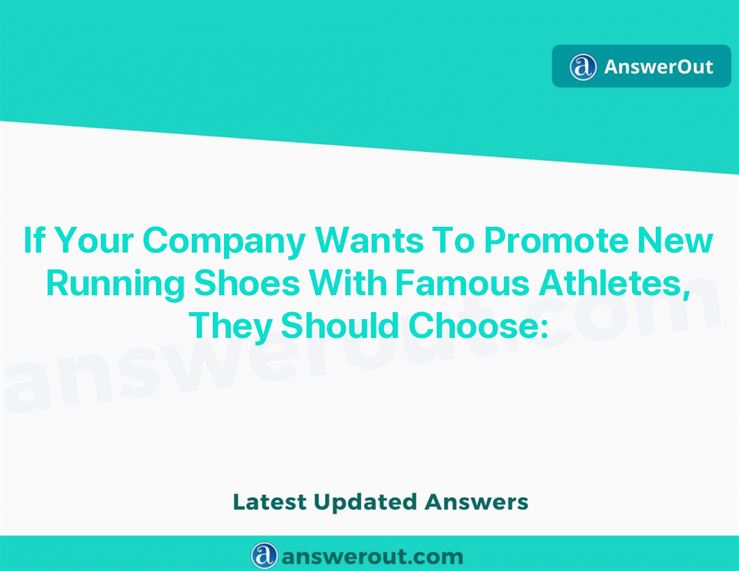 AnswerOut
If Your Company Wants To Promote New
Running Shoes With Famous Athletes,
They Should Choose:
answerout.com
Latest Updated Answers
answerout.com